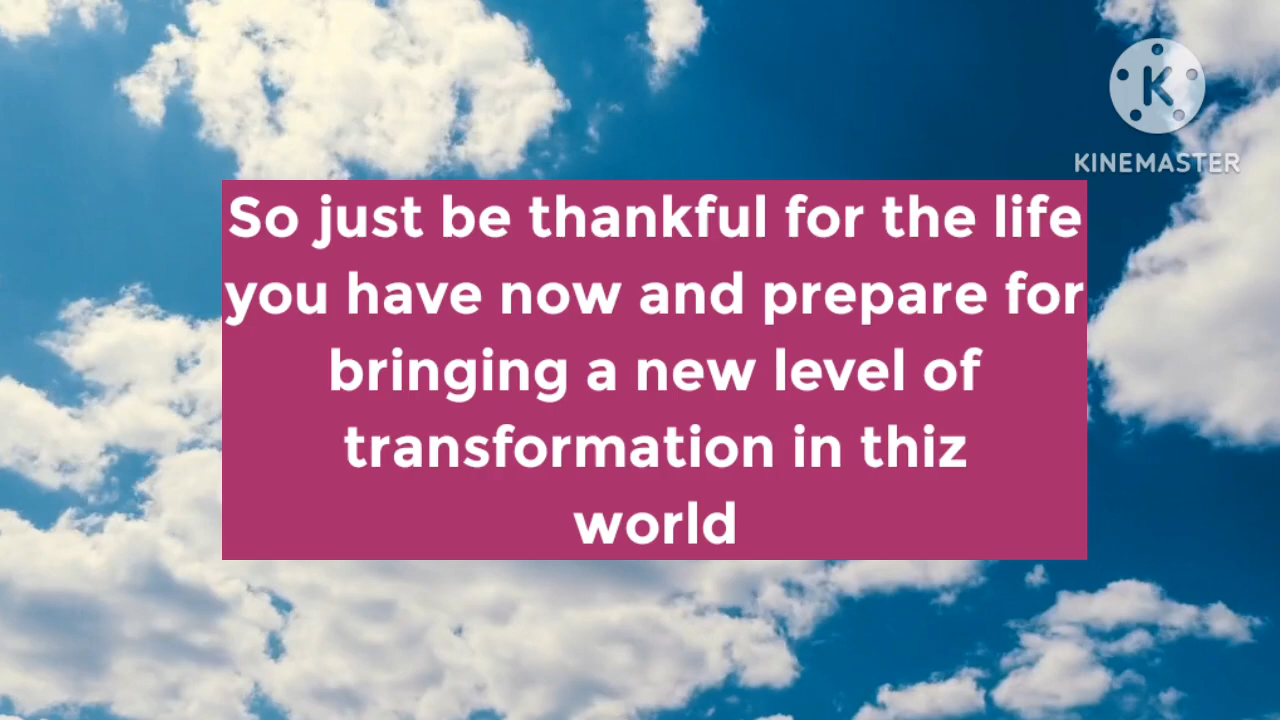 K
KINEMASTER
So just be thankful for the life
you have now and prepare for
bringing a new level of
transformation in thiz
world